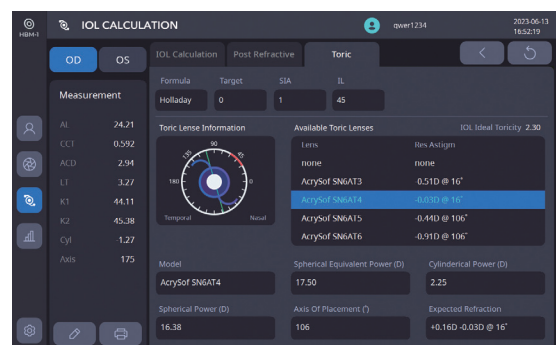 HBM-1
IOL CALCULATION
qwer1234
2023-06-13
16:52:19
OD OS
IOL Calculation Post Refractive Toric
Measurement
AL 24.21
CCT 0.592
ACD 2.94
LT 3.27
K1 44.11
K2 45.38
Cyl -1.27
Axis 175
Formula Target SIA IL
Holladay 0 1 45
Toric Lense Information
135 90 45
180 0
Temporal Nasal
Available Toric Lenses IOL Ideal Toricity 2.30
Lens Res Astigm
none none
AcrySof SN6AT3 -0.51D @ 16°
AcrySof SN6AT4 -0.03D @ 16°
AcrySof SN6AT5 -0.44D @ 106°
AcrySof SN6AT6 -0.91D @ 106°
Model Spherical Equivalent Power (D) Cylinderical Power (D)
AcrySof SN6AT4 17.50 2.25
Spherical Power (D) Axis Of Placement (°) Expected Refraction
16.38 106 +0.16D -0.03D @ 16°